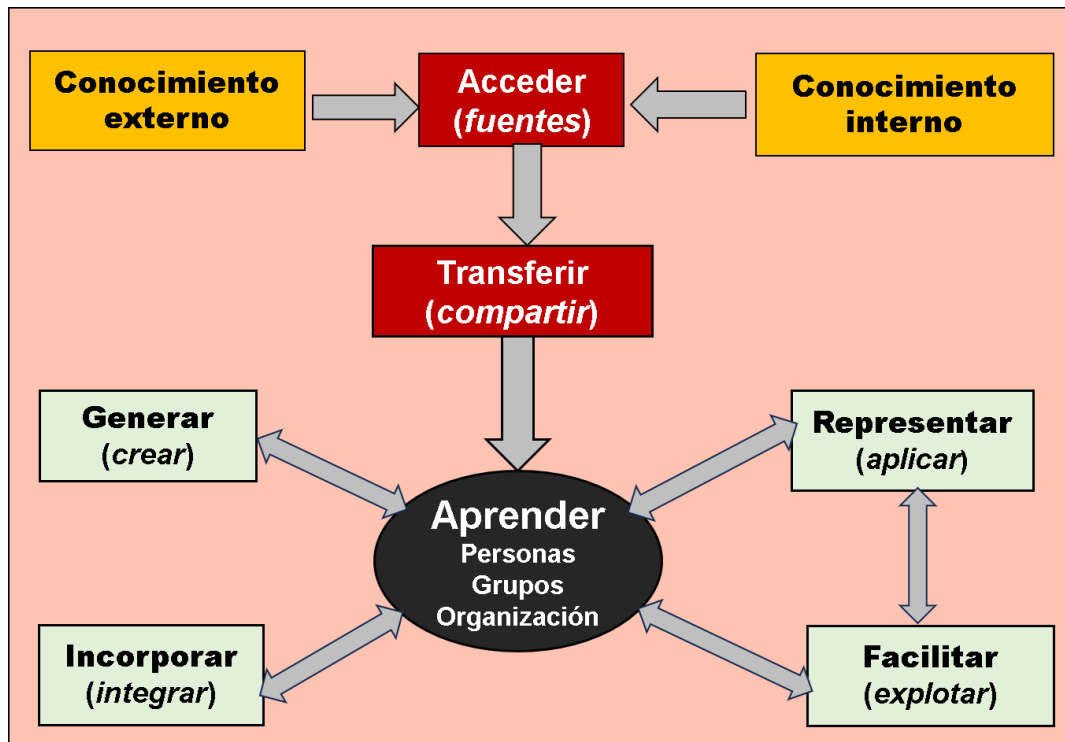 Conocimiento
externo
Acceder
(fuentes)
Conocimiento
interno
Transferir
(compartir)
Generar
(crear)
Representar
(aplicar)
Aprender
Personas
Grupos
Organización
Incorporar
(integrar)
Facilitar
(explotar)